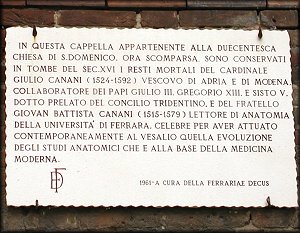 IN QUESTA CAPPELLA APPARTENENTE ALLA DUECENTESCA
CHIESA DI S.DOMENICO, ORA SCOMPARSA, SONO CONSERVATI
IN TOMBE DEL SEC.XVI I RESTI MORTALI DEL CARDINALE
GIULIO CANANI (1524-1592) VESCOVO DI ADRIA E DI MODENA,
COLLABORATORE DEI PAPI GIULIO III, GREGORIO XIII, E SISTO V,
DOTTO PRELATO DEL CONCILIO TRIDENTINO, E DEL FRATELLO
GIOVAN BATTISTA CANANI (1515-1579) LETTORE DI ANATOMIA
DELLA UNIVERSITA' DI FERRARA, CELEBRE PER AVER ATTUATO
CONTEMPORANEAMENTE AL VESALIO QUELLA EVOLUZIONE
DEGLI STUDI ANATOMICI CHE E' ALLA BASE DELLA MEDICINA
MODERNA.
1961-A CURA DELLA FERRARIAE DECUS